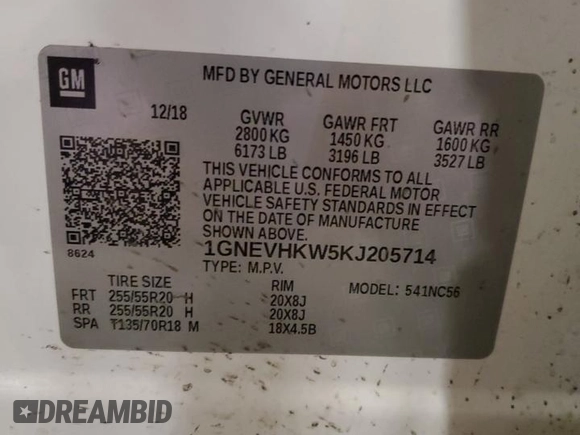 GM
MFD BY GENERAL MOTORS LLC
12/18 GVWR GAWR FRT GAWR RR
2800 KG 1450 KG 1600 KG
6173 LB 3196 LB 3527 LB
THIS VEHICLE CONFORMS TO ALL
APPLICABLE U.S. FEDERAL MOTOR
VEHICLE SAFETY STANDARDS IN EFFECT
ON THE DATE OF MANUFACTURE
SHOWN ABOVE.
8624 1GNEVHKW5KJ205714
TYPE: M.P.V.
TIRE SIZE RIM MODEL: 541NC56
FRT 255/55R20 H 20X8J
RR 255/55R20 H 20X8J
SPA T135/70R18 M 18X4.5B
DREAMBID